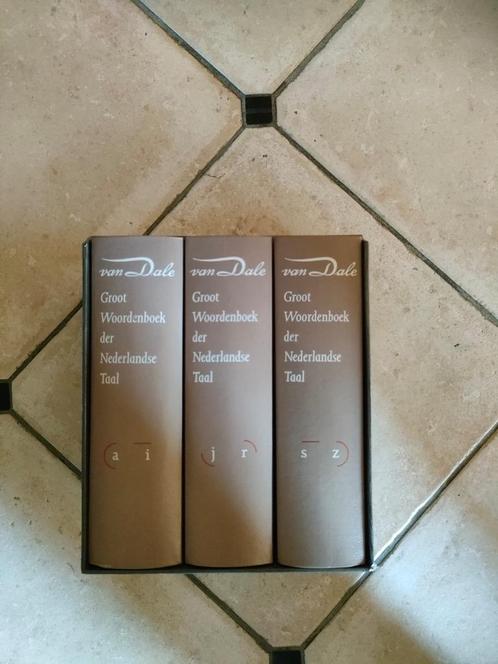 van Dale
Groot
Woordenboek
der
Nederlandse
Taal
a i
van Dale
Groot
Woordenboek
der
Nederlandse
Taal
j r
van Dale
Groot
Woordenboek
der
Nederlandse
Taal
s z